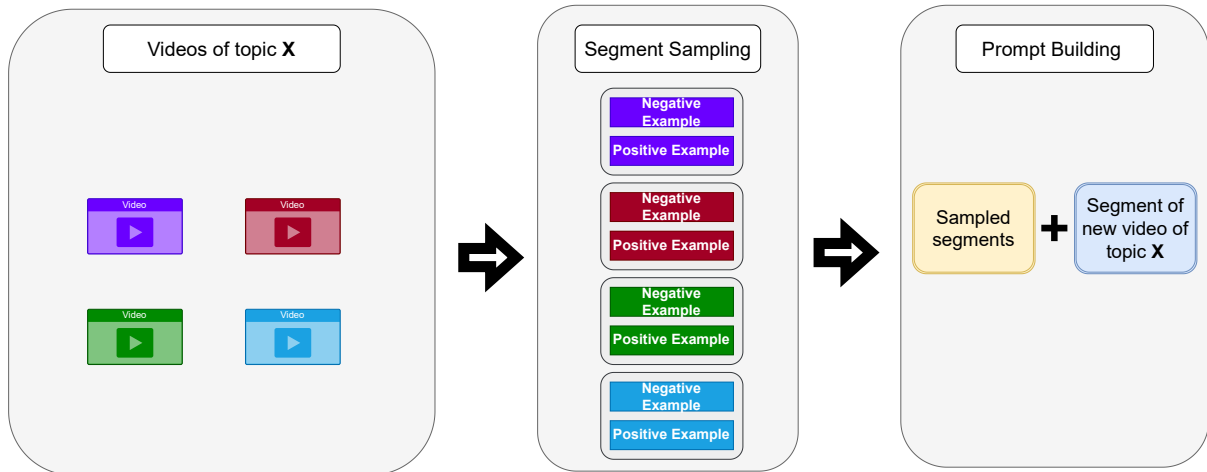 Videos of topic X
Video
Video
Video
Video
Segment Sampling
Negative
Example
Positive Example
Negative
Example
Positive Example
Negative
Example
Positive Example
Negative
Example
Positive Example
Prompt Building
Sampled
segments
+
Segment of
new video of
topic X